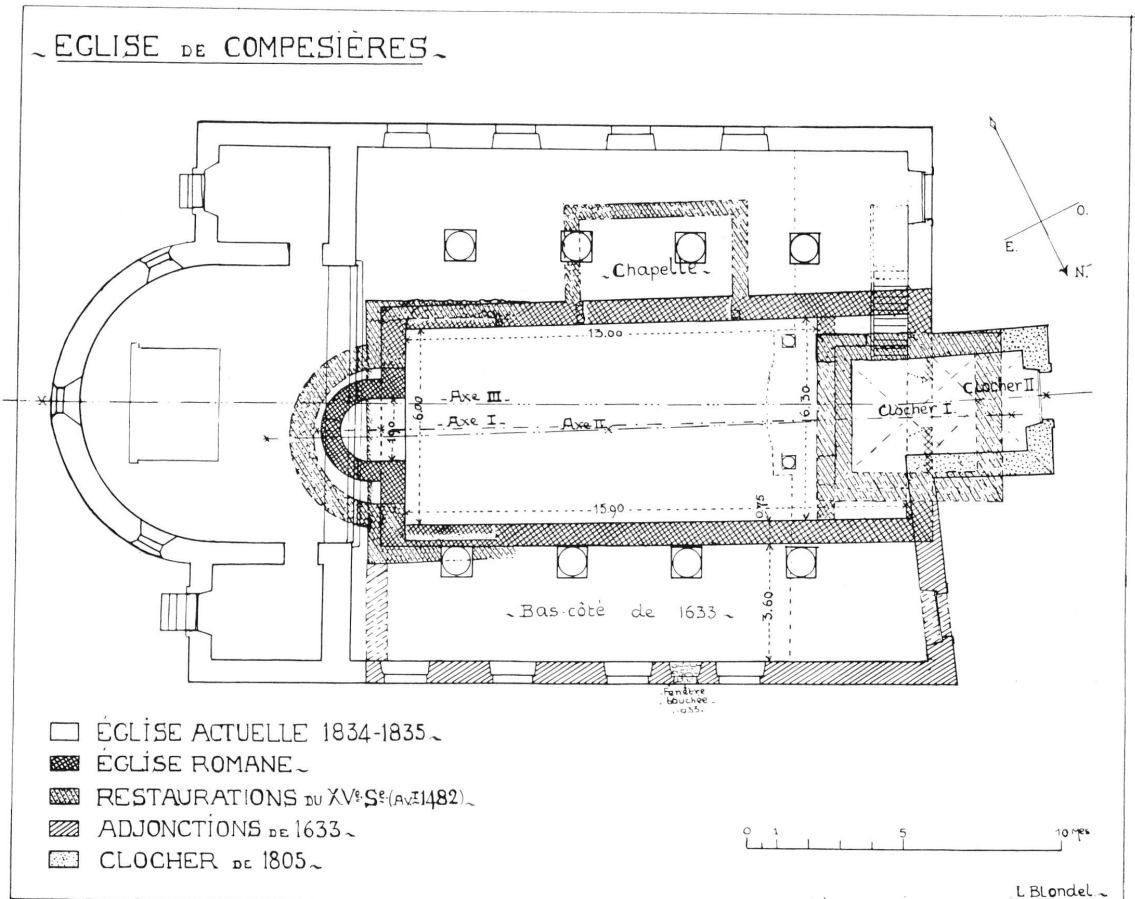 ~ EGLISE DE COMPESIÈRES ~
O.
E.
N.
~ Chapelle ~
13.00
6.00
1.90
6.30
~ Axe III ~
~ Axe I ~
Axe II
Clocher I.
Clocher II
15.90
0.75
3.60
~ Bas-côté de 1633 ~
Fenêtre
bouchée
ÉGLISE ACTUELLE 1834-1835 ~
ÉGLISE ROMANE ~
RESTAURATIONS DU XVe Se (AvT 1482) ~
ADJONCTIONS DE 1633 ~
CLOCHER DE 1805 ~
0 1 5 10 Mes
L Blondel ~